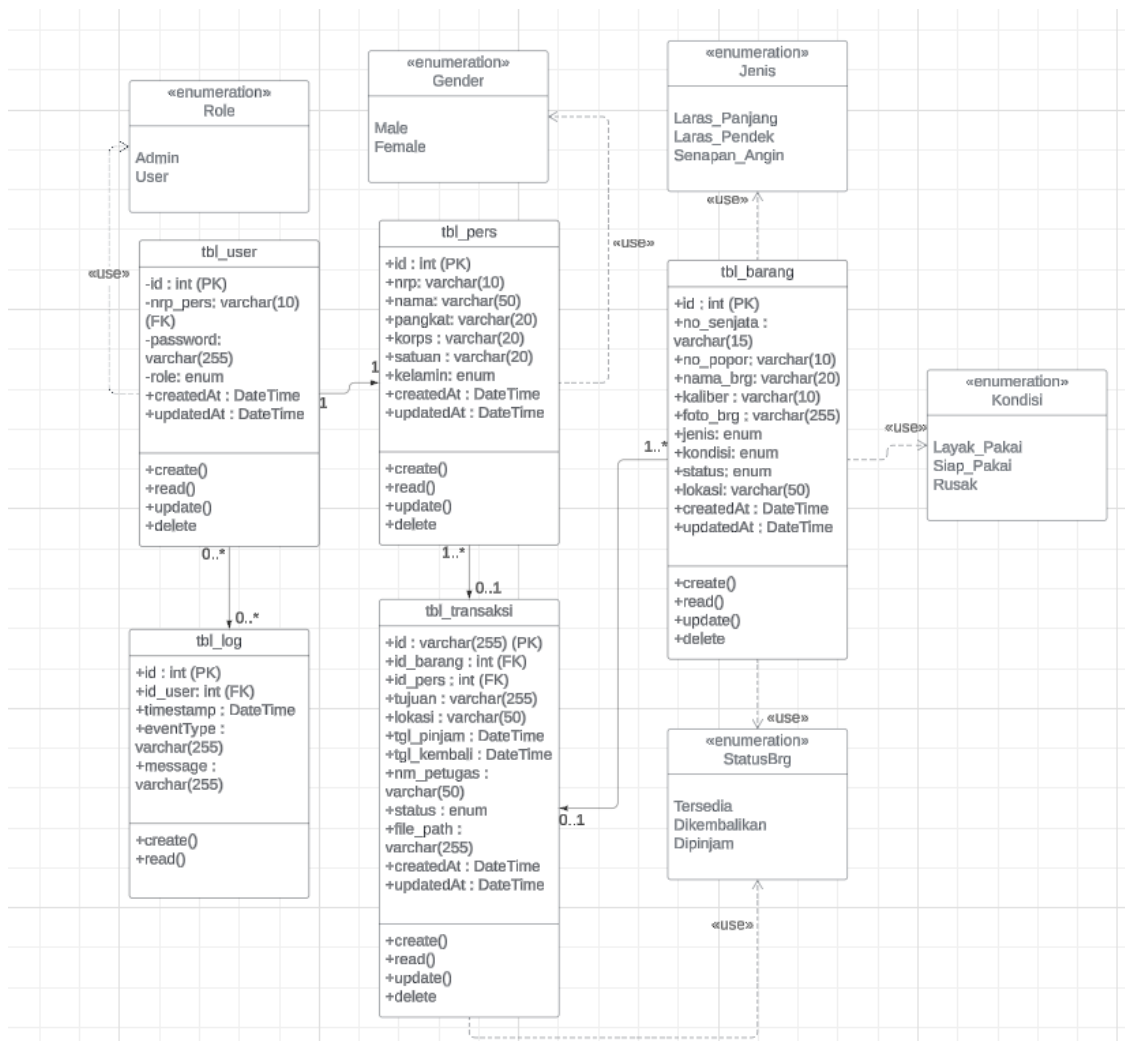 «enumeration»
Role
Admin
User
«enumeration»
Gender
Male
Female
«enumeration»
Jenis
Laras_Panjang
Laras_Pendek
Senapan_Angin
«use»
«use»
«use»
tbl_user
-id : int (PK)
-nrp_pers: varchar(10)
(FK)
-password:
varchar(255)
-role: enum
+createdAt : DateTime
+updatedAt : DateTime
+create()
+read()
+update()
+delete
1
1
tbl_pers
+id : int (PK)
+nrp: varchar(10)
+nama: varchar(50)
+pangkat: varchar(20)
+korps : varchar(20)
+satuan : varchar(20)
+kelamin: enum
+createdAt : DateTime
+updatedAt : DateTime
+create()
+read()
+update()
+delete
tbl_barang
+id : int (PK)
+no_senjata :
varchar(15)
+no_popor: varchar(10)
+nama_brg: varchar(20)
+kaliber : varchar(10)
+foto_brg : varchar(255)
+jenis: enum
+kondisi: enum
+status: enum
+lokasi: varchar(50)
+createdAt : DateTime
+updatedAt : DateTime
+create()
+read()
+update()
+delete
1..*
«use»
«enumeration»
Kondisi
Layak_Pakai
Siap_Pakai
Rusak
0..*
0..*
1..*
0..1
tbl_log
+id : int (PK)
+id_user: int (FK)
+timestamp : DateTime
+eventType :
varchar(255)
+message :
varchar(255)
+create()
+read()
tbl_transaksi
+id : varchar(255) (PK)
+id_barang : int (FK)
+id_pers : int (FK)
+tujuan : varchar(255)
+lokasi : varchar(50)
+tgl_pinjam : DateTime
+tgl_kembali : DateTime
+nm_petugas :
varchar(50)
+status : enum
+file_path :
varchar(255)
+createdAt : DateTime
+updatedAt : DateTime
+create()
+read()
+update()
+delete
0..1
«use»
«enumeration»
StatusBrg
Tersedia
Dikembalikan
Dipinjam
«use»